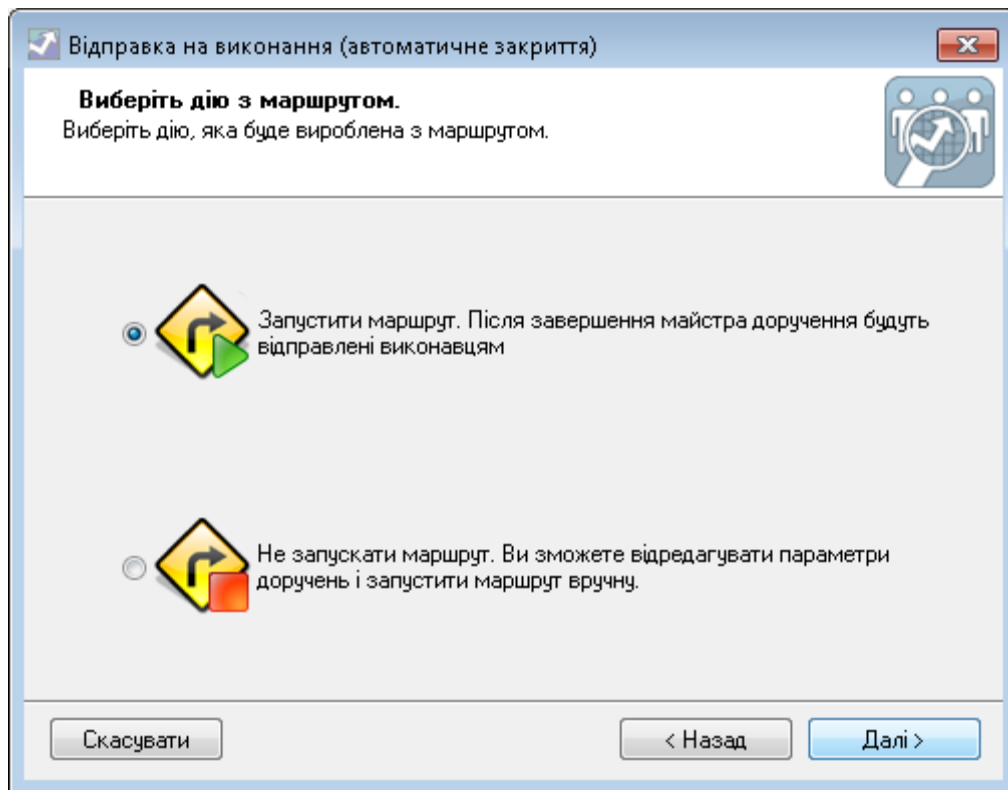 Відправка на виконання (автоматичне закриття)
Виберіть дію з маршрутом.
Виберіть дію, яка буде вироблена з маршрутом.
Запустити маршрут. Після завершення майстра доручення будуть
відправлені виконавцям
Не запускати маршрут. Ви зможете відредагувати параметри
доручень і запустити маршрут вручну.
Скасувати
< Назад
Далі >